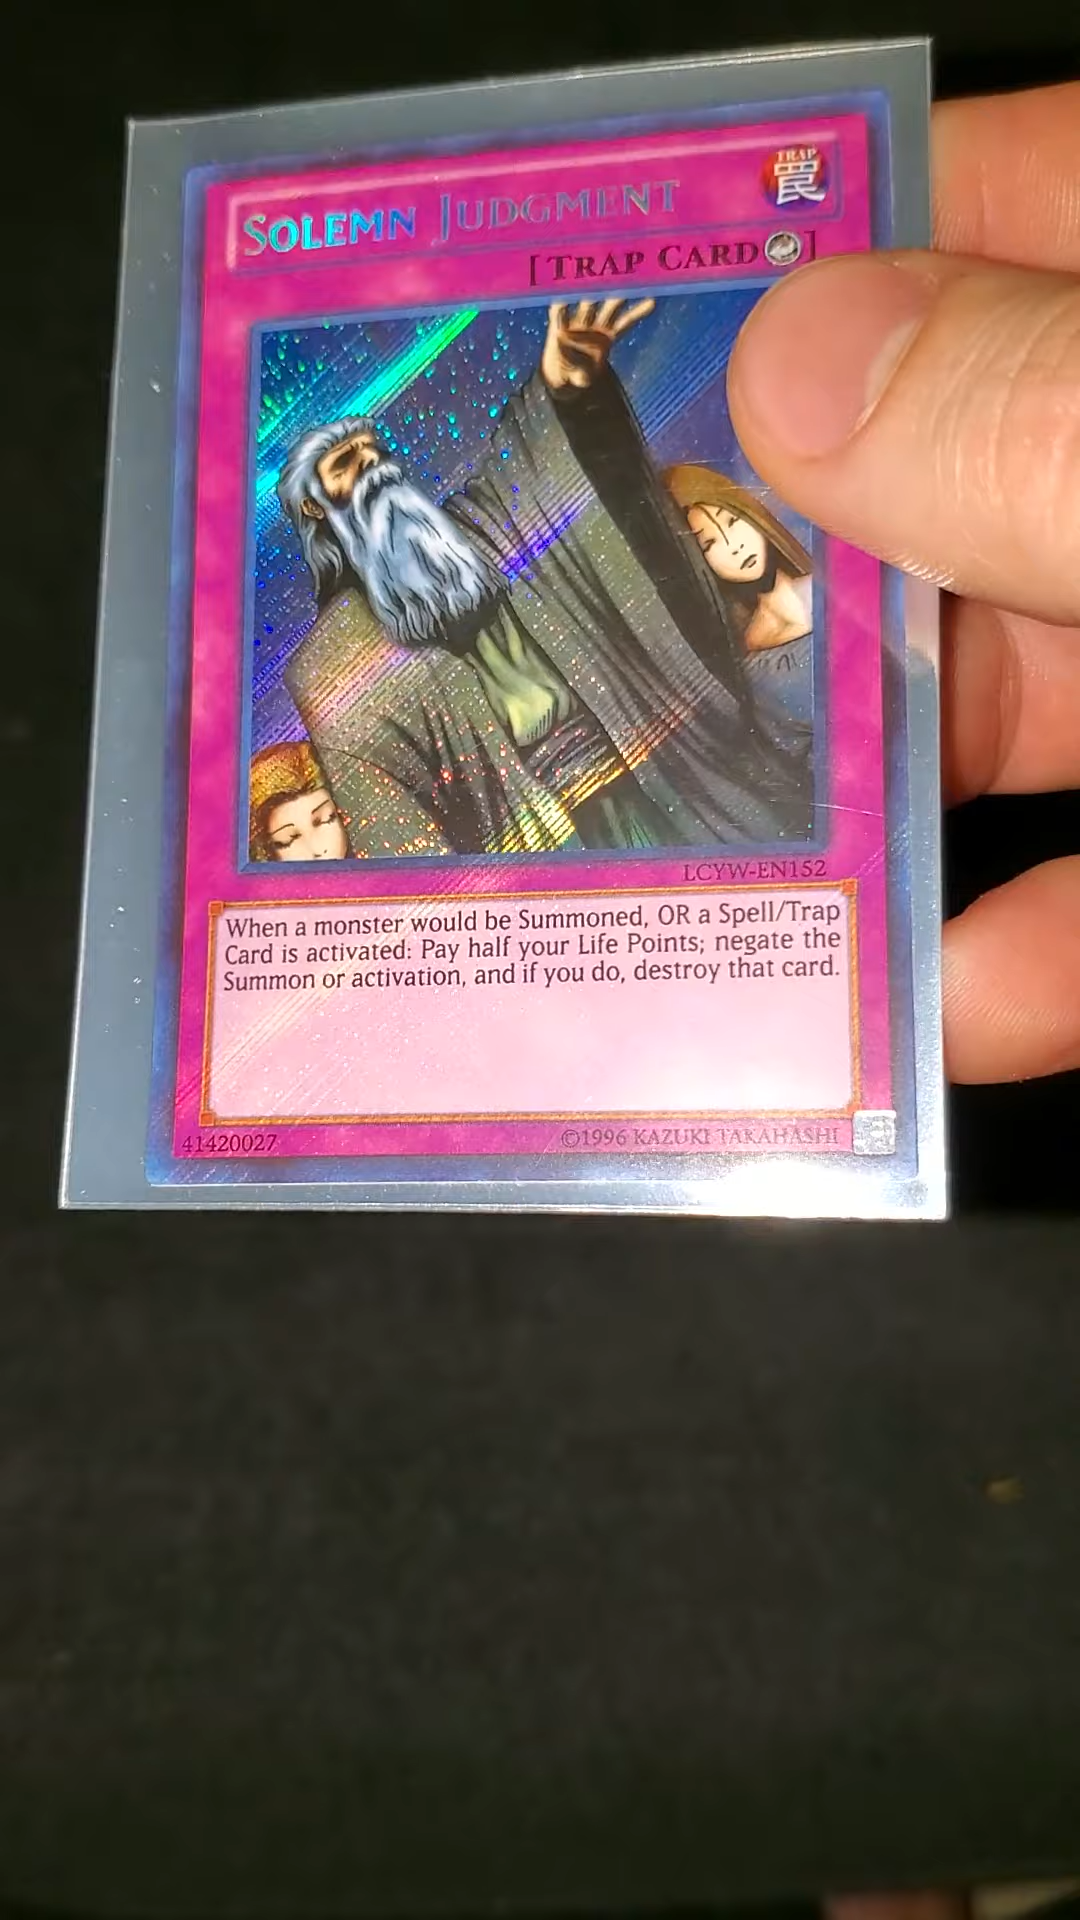 SOLEMN JUDGMENT
TRAP
罠
[TRAP CARD]
LCYW-EN152
When a monster would be Summoned, OR a Spell/Trap
Card is activated: Pay half your Life Points; negate the
Summon or activation, and if you do, destroy that card.
41420027
©1996 KAZUKI TAKAHASHI